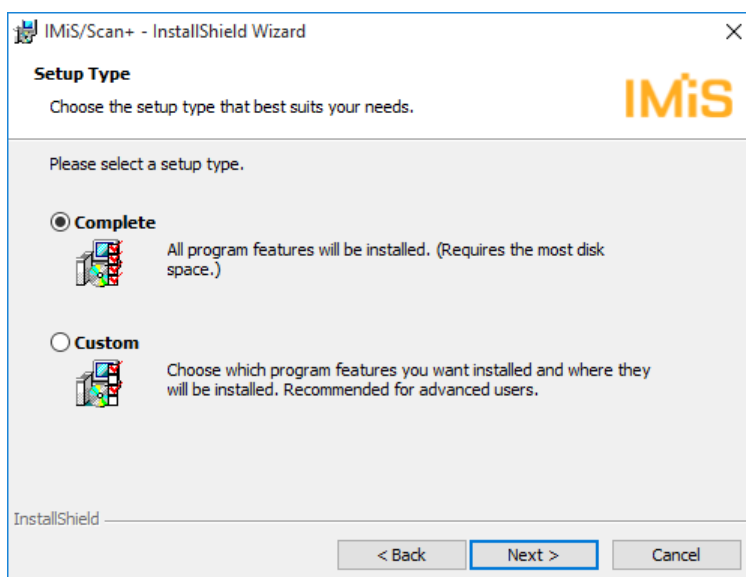 IMiS/Scan+ - InstallShield Wizard
Setup Type
Choose the setup type that best suits your needs.
IMiS
Please select a setup type.
Complete
All program features will be installed. (Requires the most disk
space.)
Custom
Choose which program features you want installed and where they
will be installed. Recommended for advanced users.
InstallShield
< Back Next > Cancel